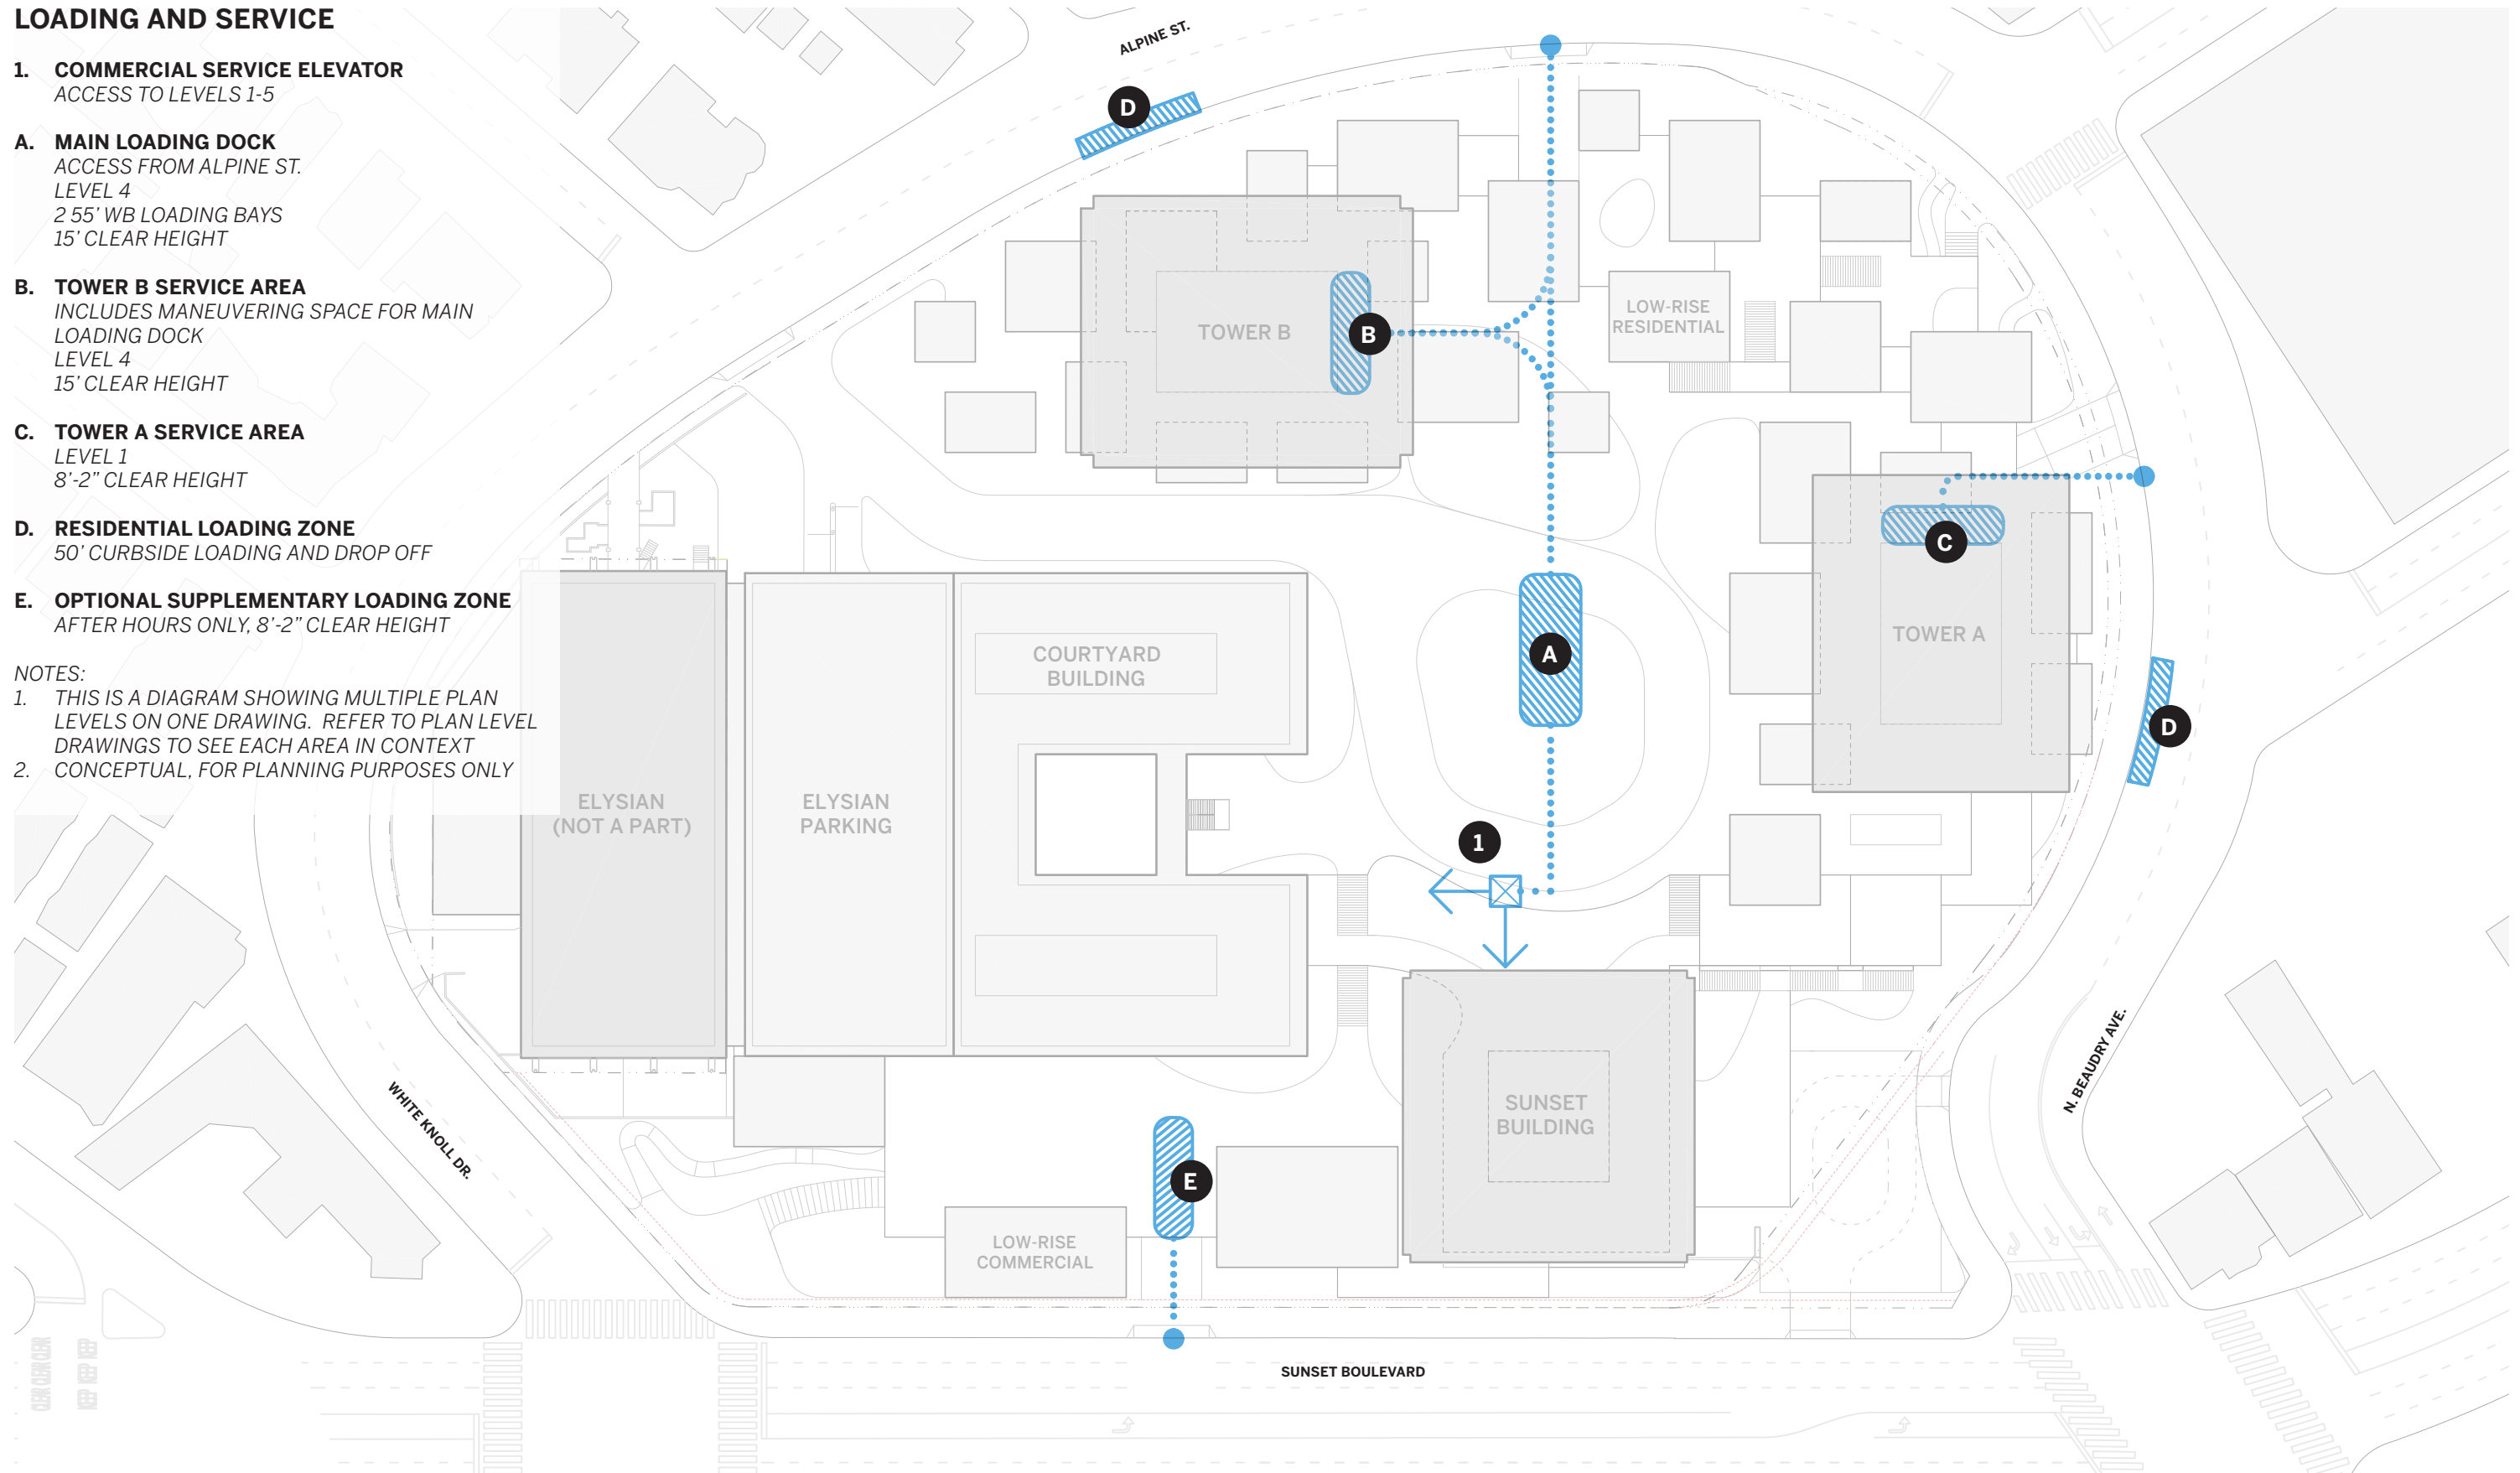 LOADING AND SERVICE
1. COMMERCIAL SERVICE ELEVATOR
ACCESS TO LEVELS 1-5
A. MAIN LOADING DOCK
ACCESS FROM ALPINE ST.
LEVEL 4
2 55’ WB LOADING BAYS
15’ CLEAR HEIGHT
B. TOWER B SERVICE AREA
INCLUDES MANEUVERING SPACE FOR MAIN
LOADING DOCK
LEVEL 4
15’ CLEAR HEIGHT
C. TOWER A SERVICE AREA
LEVEL 1
8’-2” CLEAR HEIGHT
D. RESIDENTIAL LOADING ZONE
50’ CURBSIDE LOADING AND DROP OFF
E. OPTIONAL SUPPLEMENTARY LOADING ZONE
AFTER HOURS ONLY, 8’-2” CLEAR HEIGHT
NOTES:
1. THIS IS A DIAGRAM SHOWING MULTIPLE PLAN
LEVELS ON ONE DRAWING. REFER TO PLAN LEVEL
DRAWINGS TO SEE EACH AREA IN CONTEXT
2. CONCEPTUAL, FOR PLANNING PURPOSES ONLY
ALPINE ST.
D
TOWER B
B
LOW-RISE
RESIDENTIAL
C
TOWER A
COURTYARD
BUILDING
A
D
ELYSIAN
(NOT A PART)
ELYSIAN
PARKING
1
WHITE KNOLL DR.
N. BEAUDRY AVE.
SUNSET
BUILDING
E
LOW-RISE
COMMERCIAL
SUNSET BOULEVARD